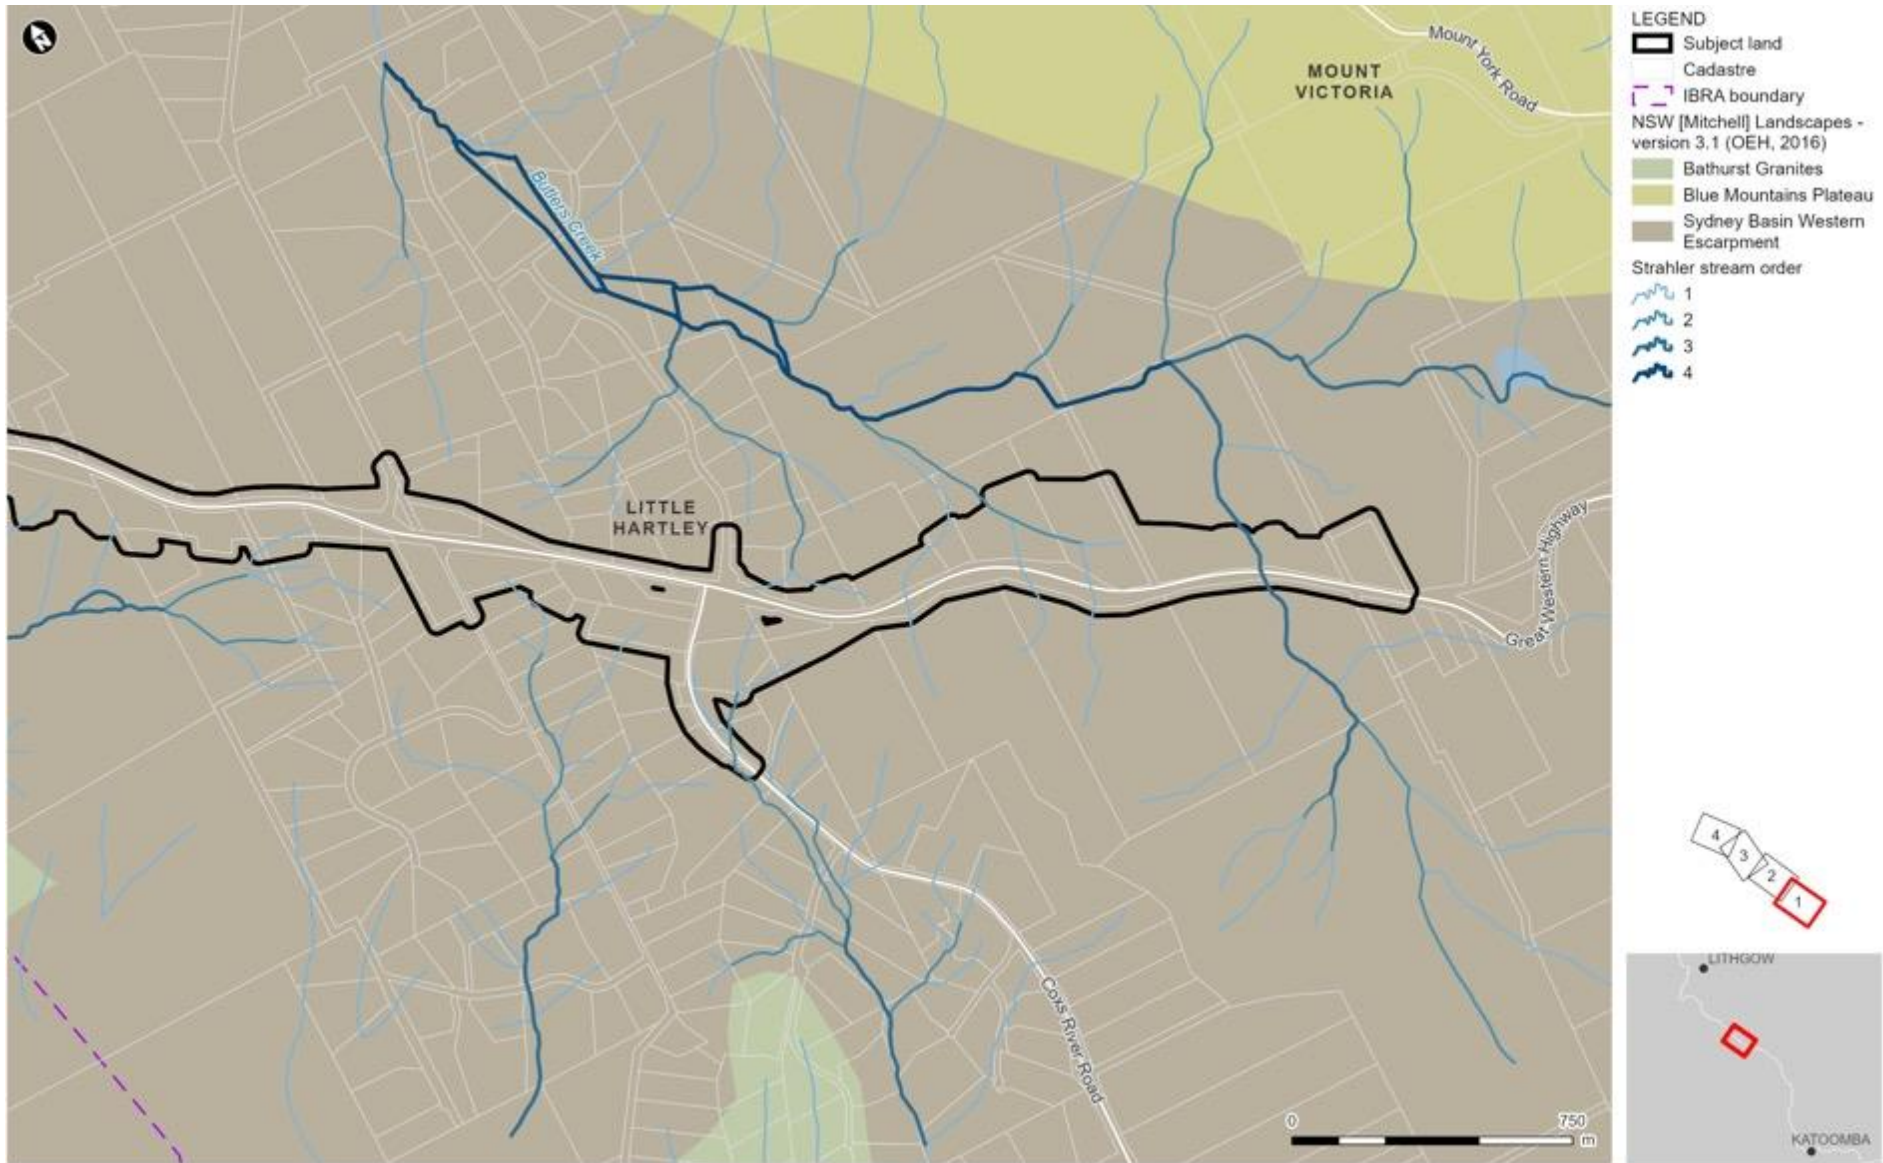 N
MOUNT
VICTORIA
Mount York Road
Butlers Creek
LITTLE
HARTLEY
Great Western Highway
Coxs River Road
0 750
m
LEGEND
Subject land
Cadastre
IBRA boundary
NSW [Mitchell] Landscapes -
version 3.1 (OEH, 2016)
Bathurst Granites
Blue Mountains Plateau
Sydney Basin Western
Escarpment
Strahler stream order
1
2
3
4
4
3
2
1
LITHGOW
KATOOMBA